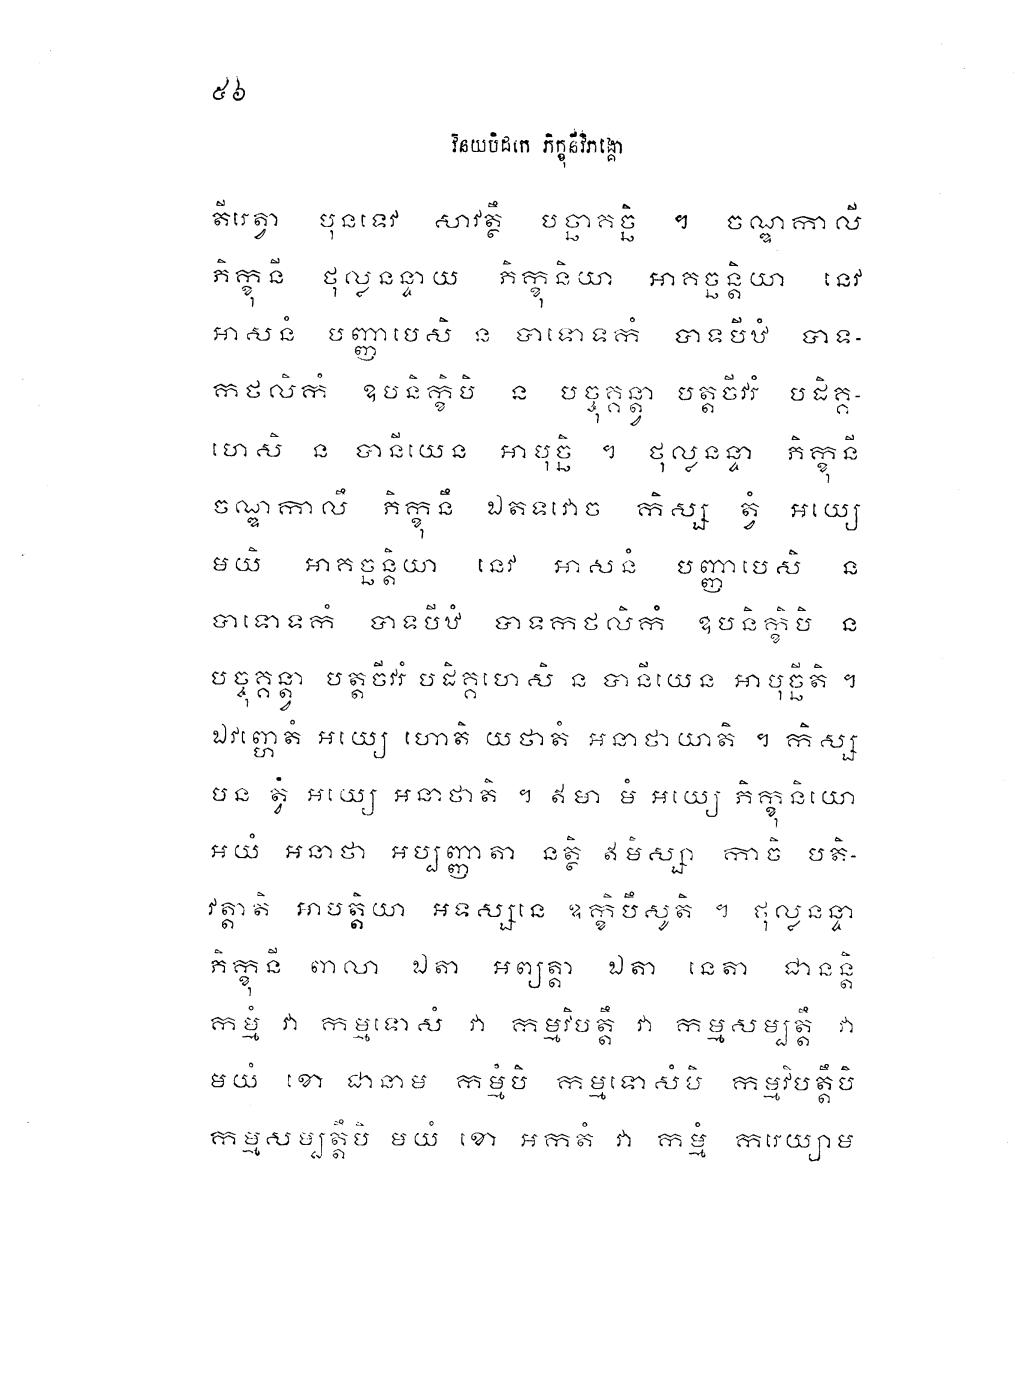 ៥៦
វិនយបិដកេ ភិក្ខុនីវិភង្គោ
តីរេត្វា បុនទេវ សាវត្ថឹ បច្ចាគច្ឆិ ។ ចណ្ឌកាលី
ភិក្ខុនី ថុល្លនន្ទាយ ភិក្ខុនិយា អាគច្ឆន្តិយា នេវ
អាសនំ បញ្ញាបេសិ ន បាទោទកំ បាទបីឋំ បាទ-
កថលិកំ ឧបនិក្ខិបិ ន បច្ចុគ្គន្ត្វា បត្តចីវរំ បដិគ្គ-
ហេសិ ន បានីយេន អាបុច្ឆិ ។ ថុល្លនន្ទា ភិក្ខុនី
ចណ្ឌកាលឹ ភិក្ខុនឹ ឯតទវោច កិស្ស ត្វំ អយ្យេ
មយិ អាគច្ឆន្តិយា នេវ អាសនំ បញ្ញាបេសិ ន
បាទោទកំ បាទបីឋំ បាទកថលិកំ ឧបនិក្ខិបិ ន
បច្ចុគ្គន្ត្វា បត្តចីវរំ បដិគ្គហេសិ ន បានីយេន អាបុច្ឆីតិ ។
ឯវញ្ហេតំ អយ្យេ ហោតិ យថាតំ អនាថាយាតិ ។ កិស្ស
បន ត្វំ អយ្យេ អនាថាតិ ។ ឥមា មំ អយ្យេ ភិក្ខុនិយោ
អយំ អនាថា អប្បញ្ញាតា នត្ថិ ឥមិស្សា កាចិ បតិ-
វត្តាតិ អាបត្តិយា អទស្សនេ ឧក្ខិបឹសូតិ ។ ថុល្លនន្ទា
ភិក្ខុនី ពាលា ឯតា អព្យត្តា ឯតា នេតា ជានន្តិ
កម្មំ វា កម្មទោសំ វា កម្មវិបត្តឹ វា កម្មសម្បត្តឹ វា
មយំ ខោ ជានាម កម្មំបិ កម្មទោសំបិ កម្មវិបត្តឹបិ
កម្មសម្បត្តឹបិ មយំ ខោ អកតំ វា កម្មំ ករេយ្យាម